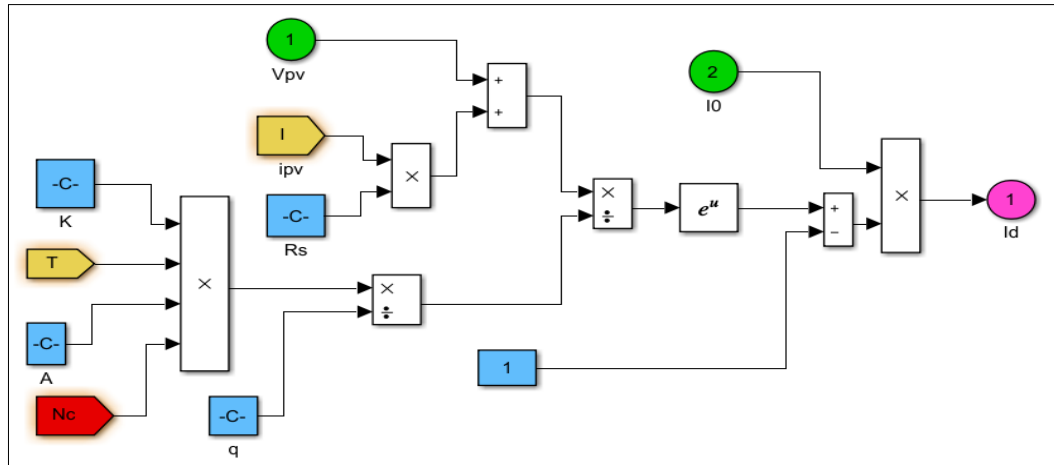 1
Vpv
2
I0
+
+
I
ipv
×
-C-
K
-C-
Rs
×
÷
e^u
+
−
×
1
Id
T
×
×
÷
-C-
A
1
Nc
-C-
q